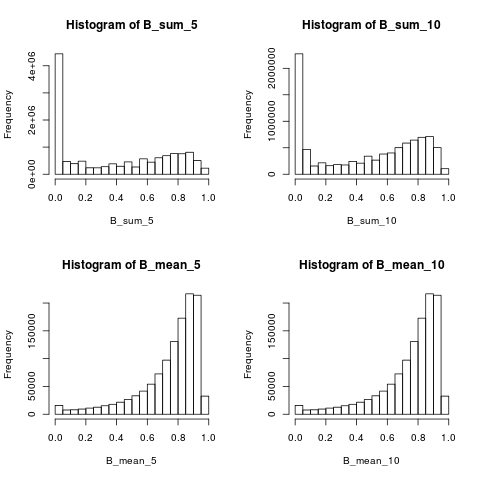 Histogram of B_sum_5
Frequency
0e+00 2e+06 4e+06
0.0 0.2 0.4 0.6 0.8 1.0
B_sum_5
Histogram of B_sum_10
Frequency
0 1000000 2000000
0.0 0.2 0.4 0.6 0.8 1.0
B_sum_10
Histogram of B_mean_5
Frequency
0 50000 150000
0.0 0.2 0.4 0.6 0.8 1.0
B_mean_5
Histogram of B_mean_10
Frequency
0 50000 150000
0.0 0.2 0.4 0.6 0.8 1.0
B_mean_10